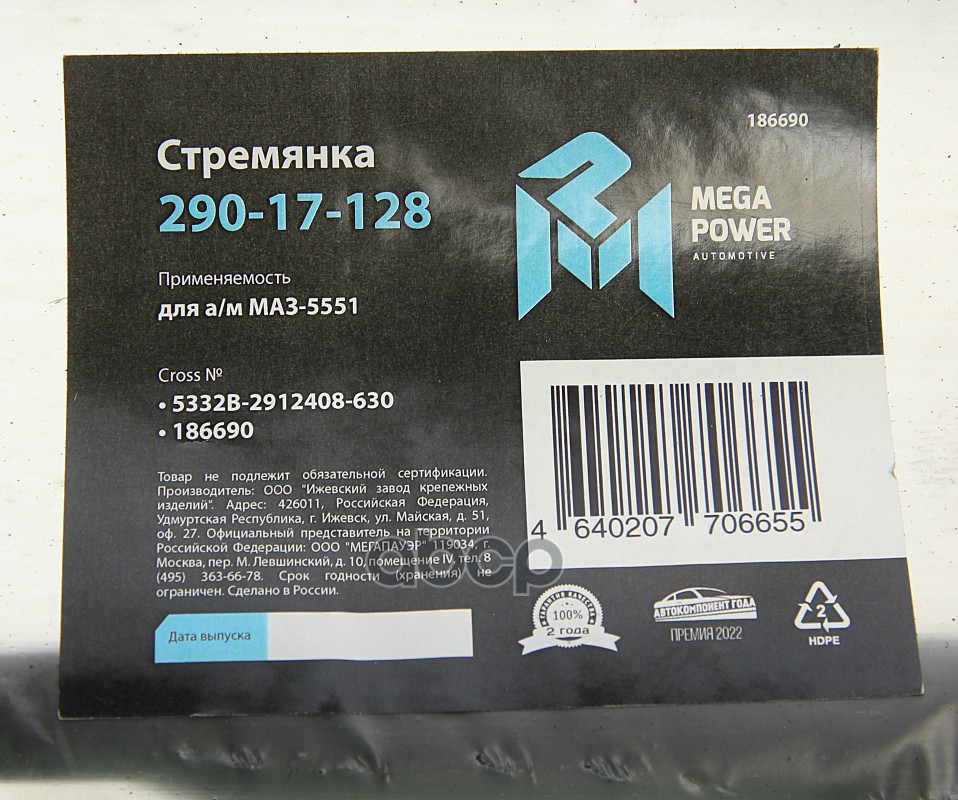 186690
Стремянка
290-17-128
MEGA
POWER
AUTOMOTIVE
Применяемость
для а/м МАЗ-5551
Cross №
• 5332В-2912408-630
• 186690
Товар не подлежит обязательной сертификации.
Производитель: ООО "Ижевский завод крепежных
изделий". Адрес: 426011, Российская Федерация,
Удмуртская Республика, г. Ижевск, ул. Майская, д. 51,
оф. 27. Официальный представитель на территории
Российской Федерации: ООО "МЕГАПАУЭР" 119034, г.
Москва, пер. М. Левшинский, д. 10, помещение IV, тел. 8
(495) 363-66-78. Срок годности (хранения) не
ограничен. Сделано в России.
4 640207 706655
abcp
Дата выпуска
ГАРАНТИЯ КАЧЕСТВА
100%
2 года
АВТОКОМПОНЕНТ ГОДА
ПРЕМИЯ 2022
2
HDPE